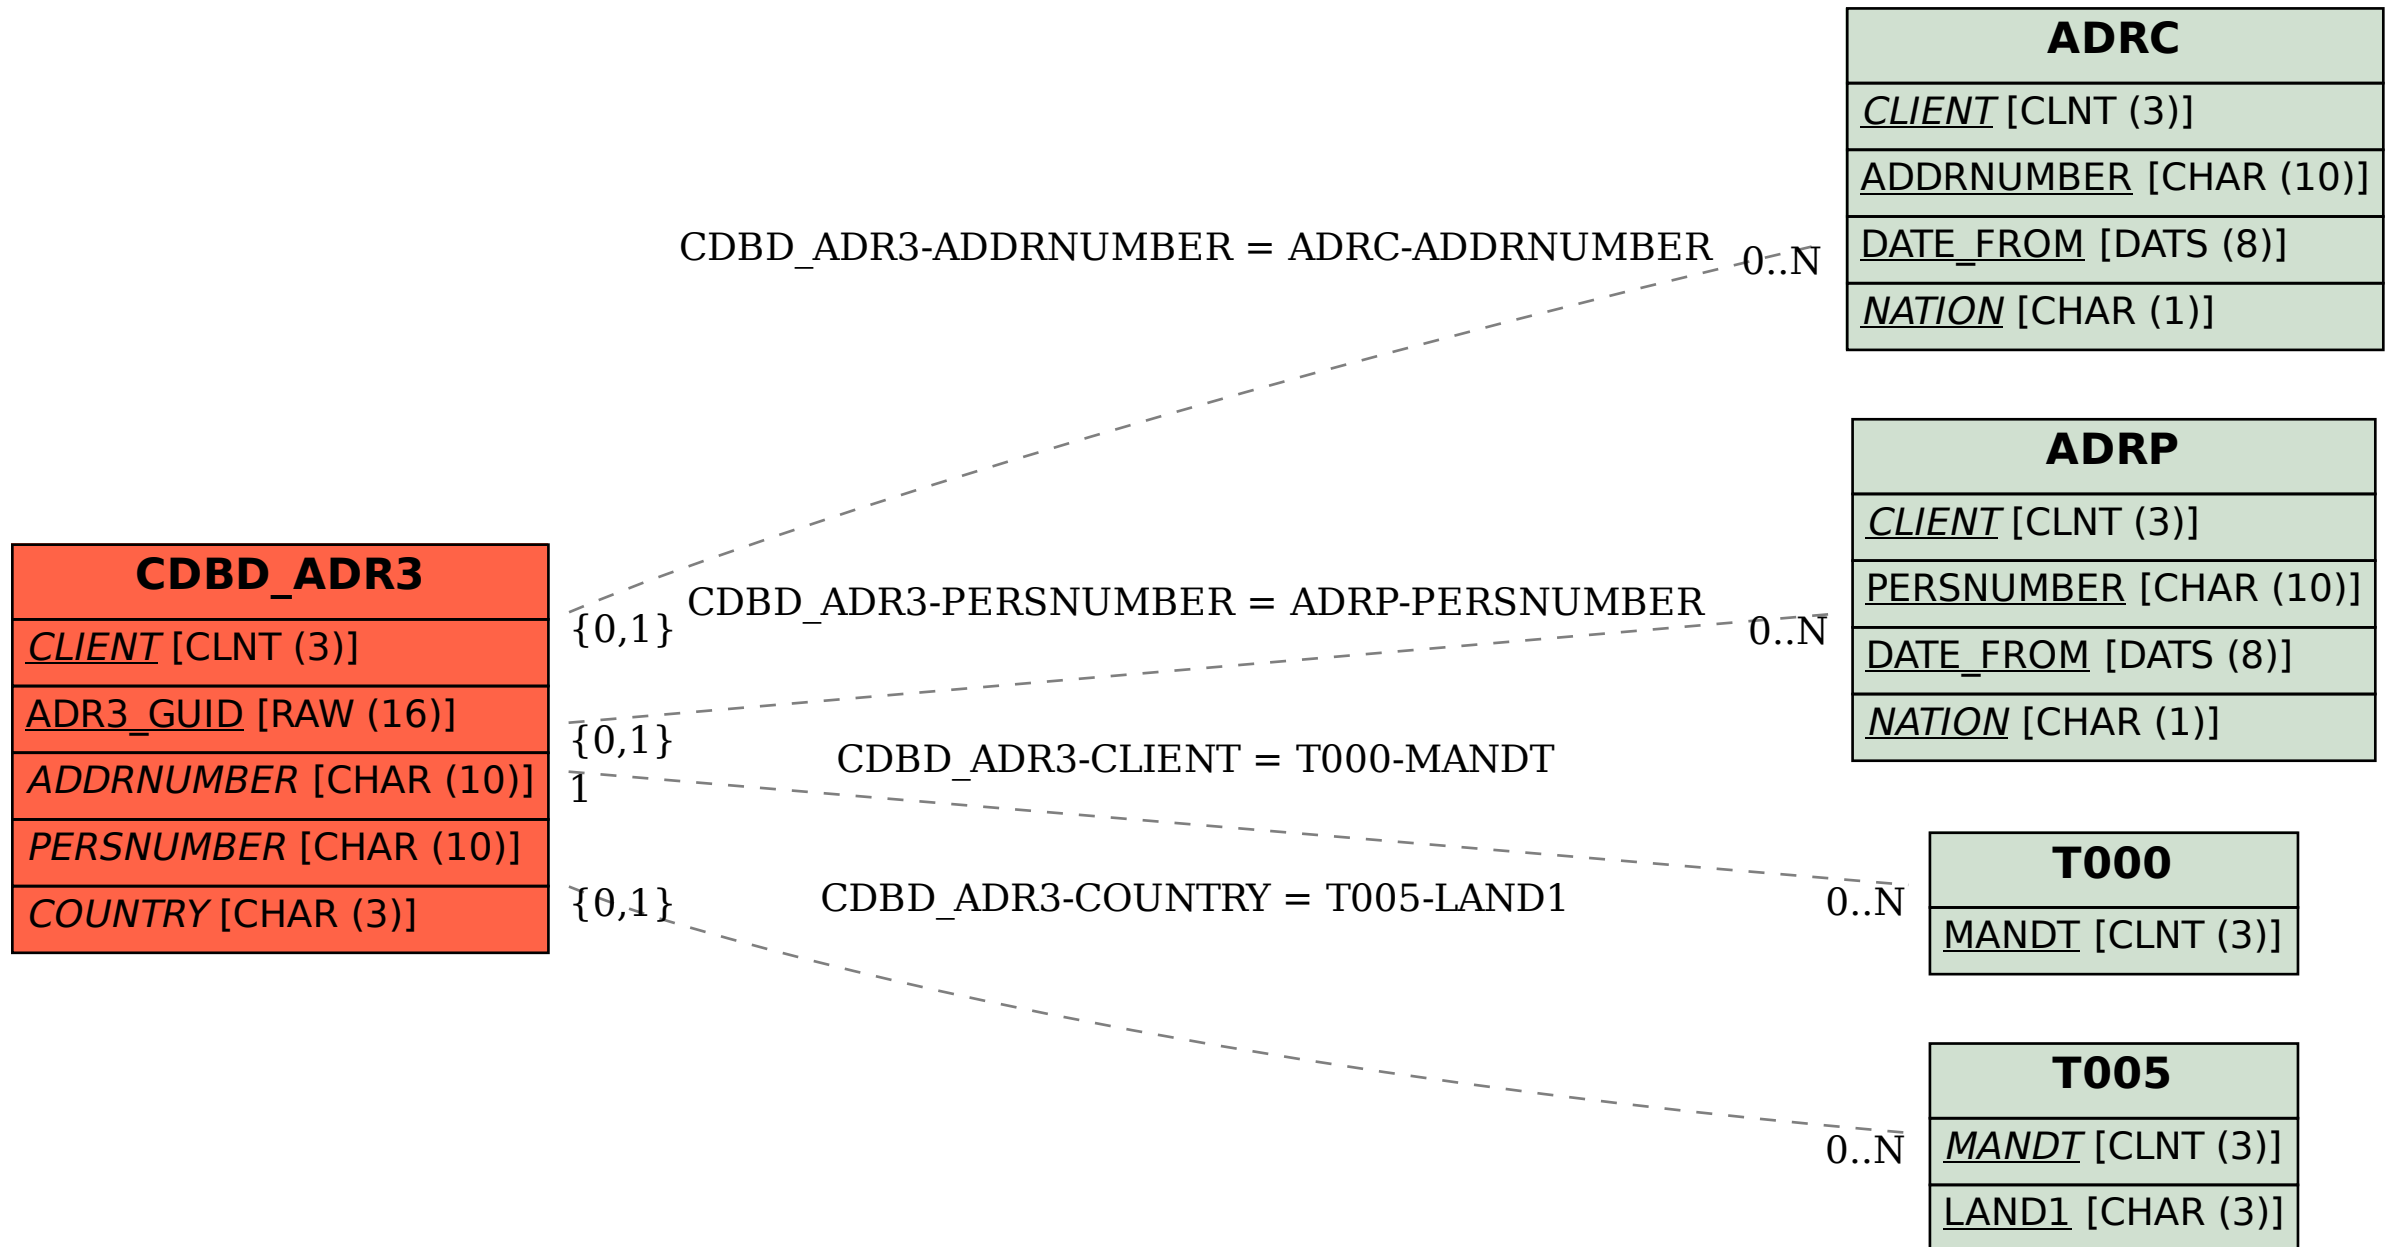 ADRC
CLIENT [CLNT (3)]
ADDRNUMBER [CHAR (10)]
DATE_FROM [DATS (8)]
NATION [CHAR (1)]
CDBD_ADR3-ADDRNUMBER = ADRC-ADDRNUMBER
0..N
{0,1}
ADRP
CLIENT [CLNT (3)]
PERSNUMBER [CHAR (10)]
DATE_FROM [DATS (8)]
NATION [CHAR (1)]
CDBD_ADR3-PERSNUMBER = ADRP-PERSNUMBER
0..N
{0,1}
CDBD_ADR3
CLIENT [CLNT (3)]
ADR3_GUID [RAW (16)]
ADDRNUMBER [CHAR (10)]
PERSNUMBER [CHAR (10)]
COUNTRY [CHAR (3)]
CDBD_ADR3-CLIENT = T000-MANDT
1
0..N
T000
MANDT [CLNT (3)]
CDBD_ADR3-COUNTRY = T005-LAND1
{0,1}
0..N
T005
MANDT [CLNT (3)]
LAND1 [CHAR (3)]